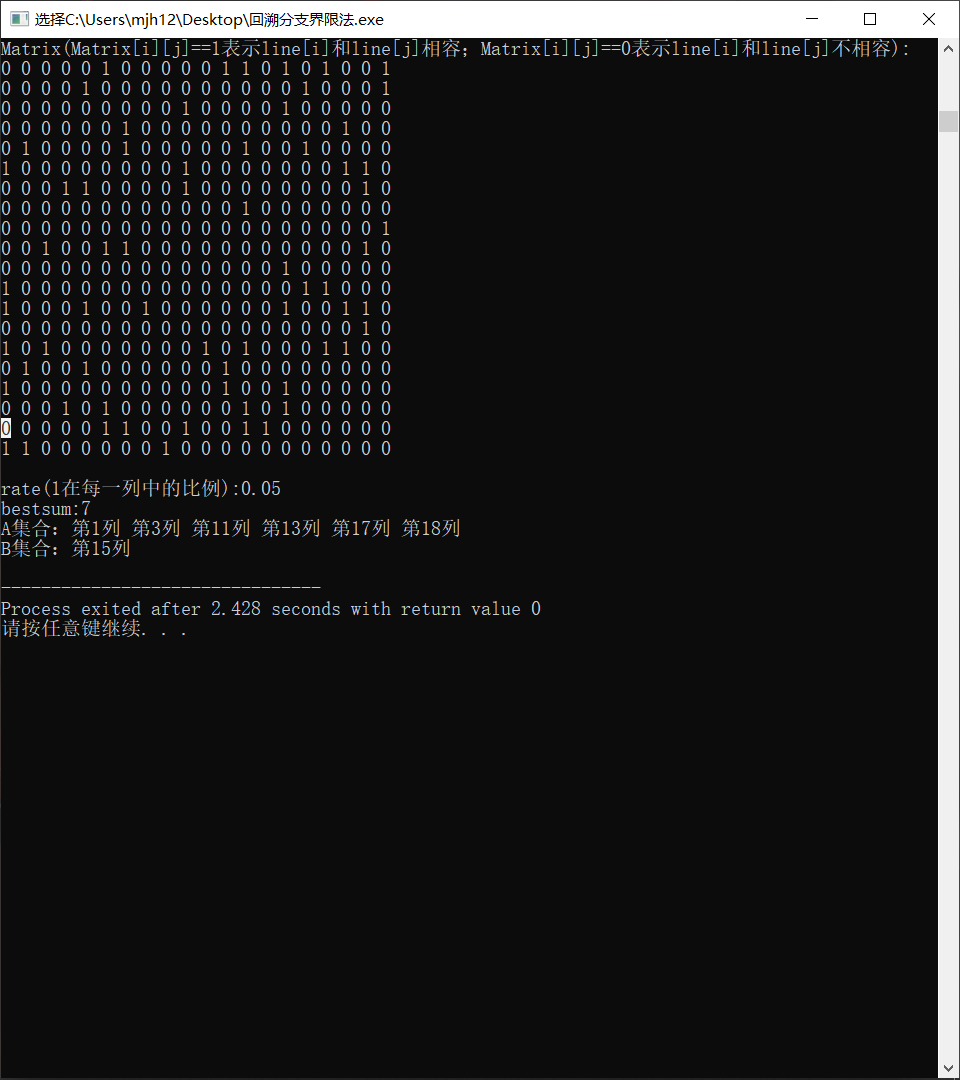 选择C:\Users\mjh12\Desktop\回溯分支界限法.exe
Matrix(Matrix[i][j]==1表示line[i]和line[j]相容；Matrix[i][j]==0表示line[i]和line[j]不相容):
0 0 0 0 0 1 0 0 0 0 0 1 1 0 1 0 1 0 0 1
0 0 0 0 1 0 0 0 0 0 0 0 0 0 0 1 0 0 0 1
0 0 0 0 0 0 0 0 0 1 0 0 0 0 1 0 0 0 0 0
0 0 0 0 0 0 1 0 0 0 0 0 0 0 0 0 0 1 0 0
0 1 0 0 0 0 1 0 0 0 0 0 1 0 0 1 0 0 0 0
1 0 0 0 0 0 0 0 0 1 0 0 0 0 0 0 0 1 1 0
0 0 0 1 1 0 0 0 0 1 0 0 0 0 0 0 0 0 1 0
0 0 0 0 0 0 0 0 0 0 0 0 1 0 0 0 0 0 0 0
0 0 0 0 0 0 0 0 0 0 0 0 0 0 0 0 0 0 0 1
0 0 1 0 0 1 1 0 0 0 0 0 0 0 0 0 0 0 1 0
0 0 0 0 0 0 0 0 0 0 0 0 0 0 1 0 0 0 0 0
1 0 0 0 0 0 0 0 0 0 0 0 0 0 0 1 1 0 0 0
1 0 0 0 1 0 0 1 0 0 0 0 0 0 1 0 0 1 1 0
0 0 0 0 0 0 0 0 0 0 0 0 0 0 0 0 0 0 1 0
1 0 1 0 0 0 0 0 0 0 1 0 1 0 0 0 1 1 0 0
0 1 0 0 1 0 0 0 0 0 0 1 0 0 0 0 0 0 0 0
1 0 0 0 0 0 0 0 0 0 0 1 0 0 1 0 0 0 0 0
0 0 0 1 0 1 0 0 0 0 0 0 1 0 1 0 0 0 0 0
0 0 0 0 0 1 1 0 0 1 0 0 1 1 0 0 0 0 0 0
1 1 0 0 0 0 0 0 1 0 0 0 0 0 0 0 0 0 0 0
rate(1在每一列中的比例):0.05
bestsum:7
A集合：第1列 第3列 第11列 第13列 第17列 第18列
B集合：第15列
--------------------------------
Process exited after 2.428 seconds with return value 0
请按任意键继续. . .